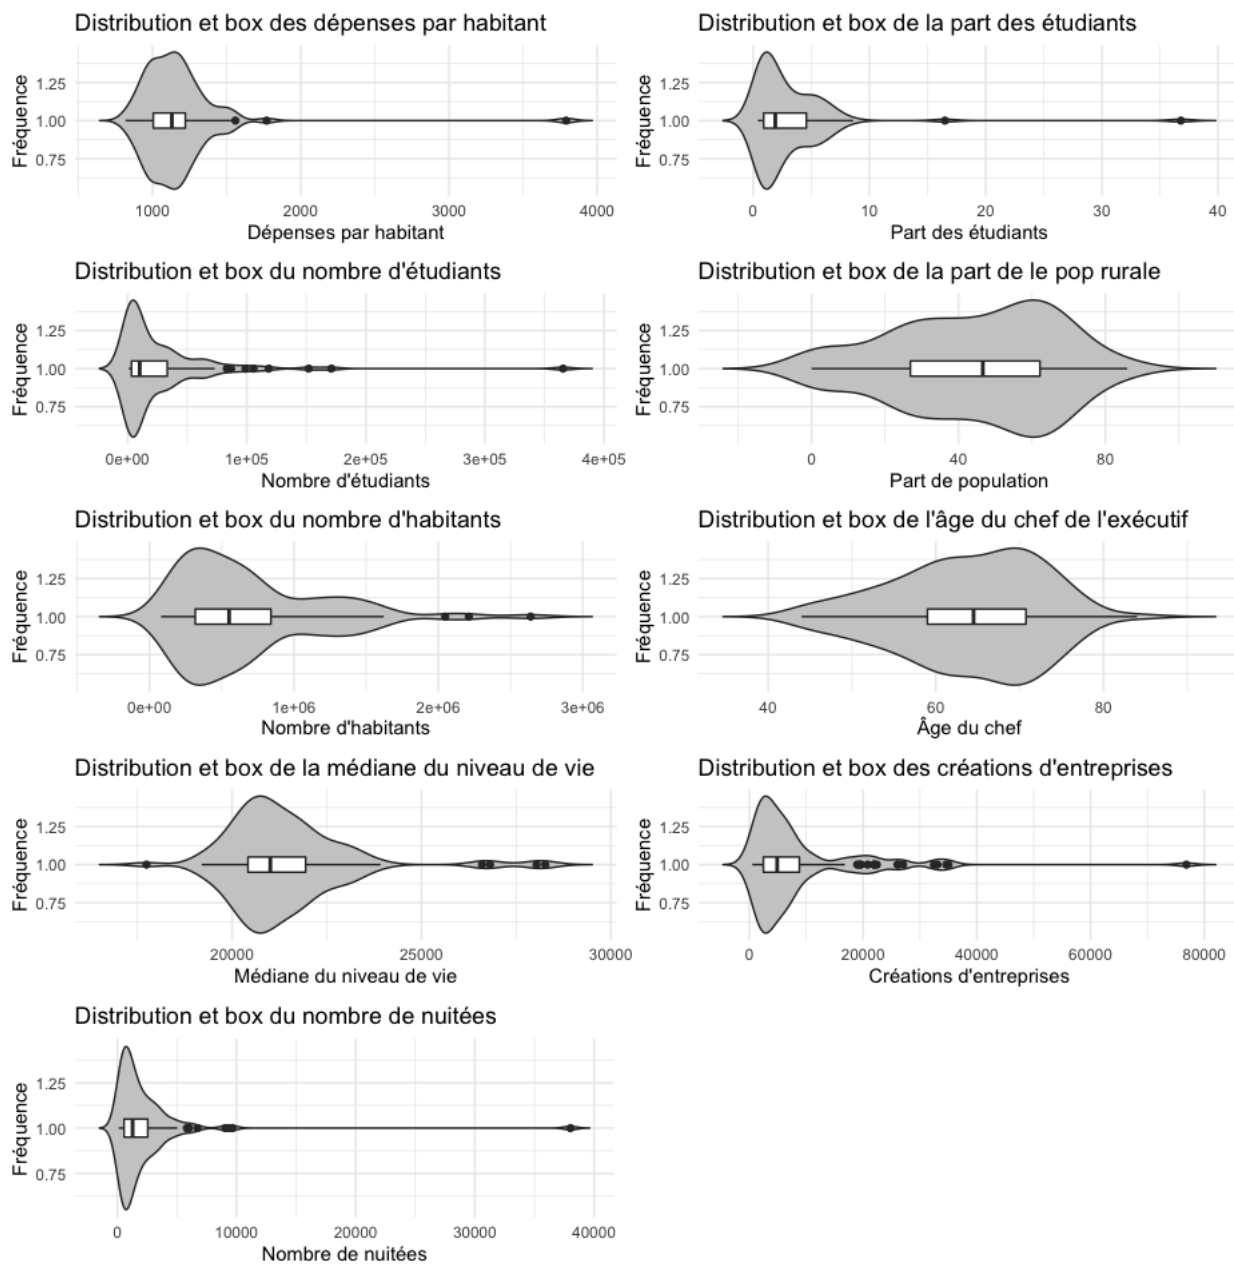 Distribution et box des dépenses par habitant
Fréquence
1.25
1.00
0.75
1000 2000 3000 4000
Dépenses par habitant
Distribution et box de la part des étudiants
Fréquence
1.25
1.00
0.75
0 10 20 30 40
Part des étudiants
Distribution et box du nombre d'étudiants
Fréquence
1.25
1.00
0.75
0e+00 1e+05 2e+05 3e+05 4e+05
Nombre d'étudiants
Distribution et box de la part de le pop rurale
Fréquence
1.25
1.00
0.75
0 40 80
Part de population
Distribution et box du nombre d'habitants
Fréquence
1.25
1.00
0.75
0e+00 1e+06 2e+06 3e+06
Nombre d'habitants
Distribution et box de l'âge du chef de l'exécutif
Fréquence
1.25
1.00
0.75
40 60 80
Âge du chef
Distribution et box de la médiane du niveau de vie
Fréquence
1.25
1.00
0.75
20000 25000 30000
Médiane du niveau de vie
Distribution et box des créations d'entreprises
Fréquence
1.25
1.00
0.75
0 20000 40000 60000 80000
Créations d'entreprises
Distribution et box du nombre de nuitées
Fréquence
1.25
1.00
0.75
0 10000 20000 30000 40000
Nombre de nuitées